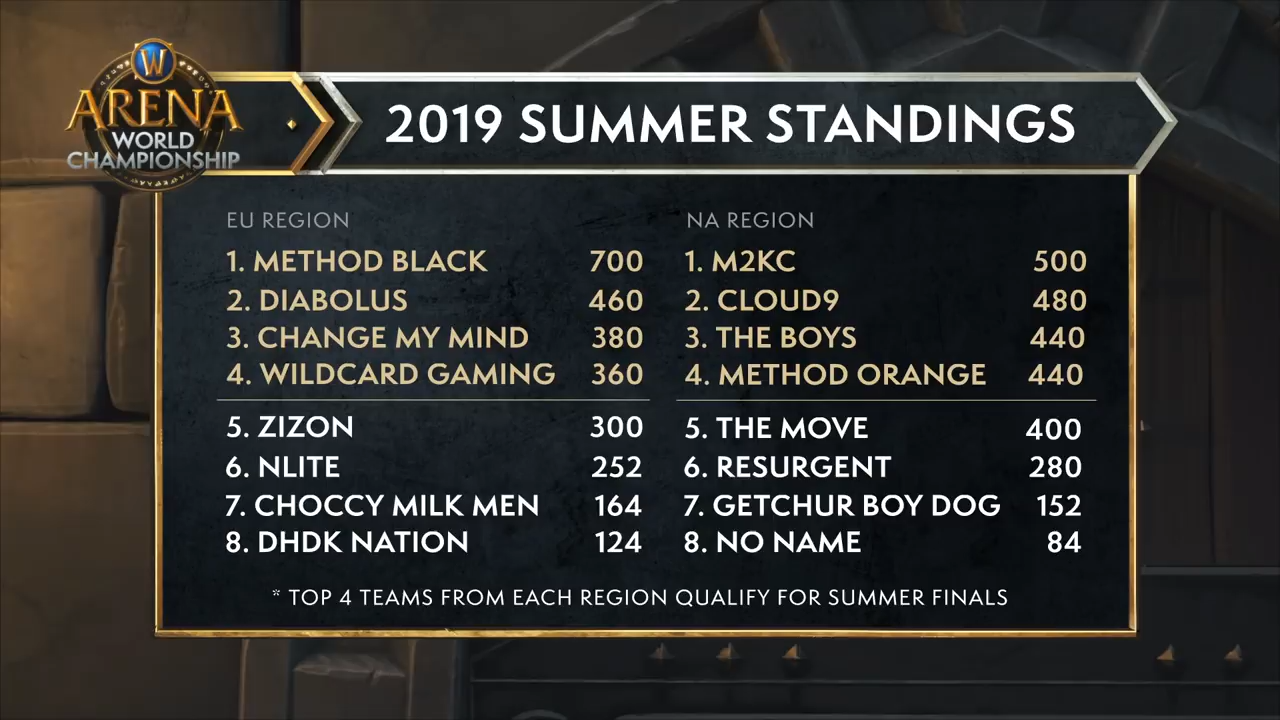 W
ARENA
WORLD
CHAMPIONSHIP
2019 SUMMER STANDINGS
EU REGION
1. METHOD BLACK 700
2. DIABOLUS 460
3. CHANGE MY MIND 380
4. WILDCARD GAMING 360
5. ZIZON 300
6. NLITE 252
7. CHOCCY MILK MEN 164
8. DHDK NATION 124
NA REGION
1. M2KC 500
2. CLOUD9 480
3. THE BOYS 440
4. METHOD ORANGE 440
5. THE MOVE 400
6. RESURGENT 280
7. GETCHUR BOY DOG 152
8. NO NAME 84
* TOP 4 TEAMS FROM EACH REGION QUALIFY FOR SUMMER FINALS